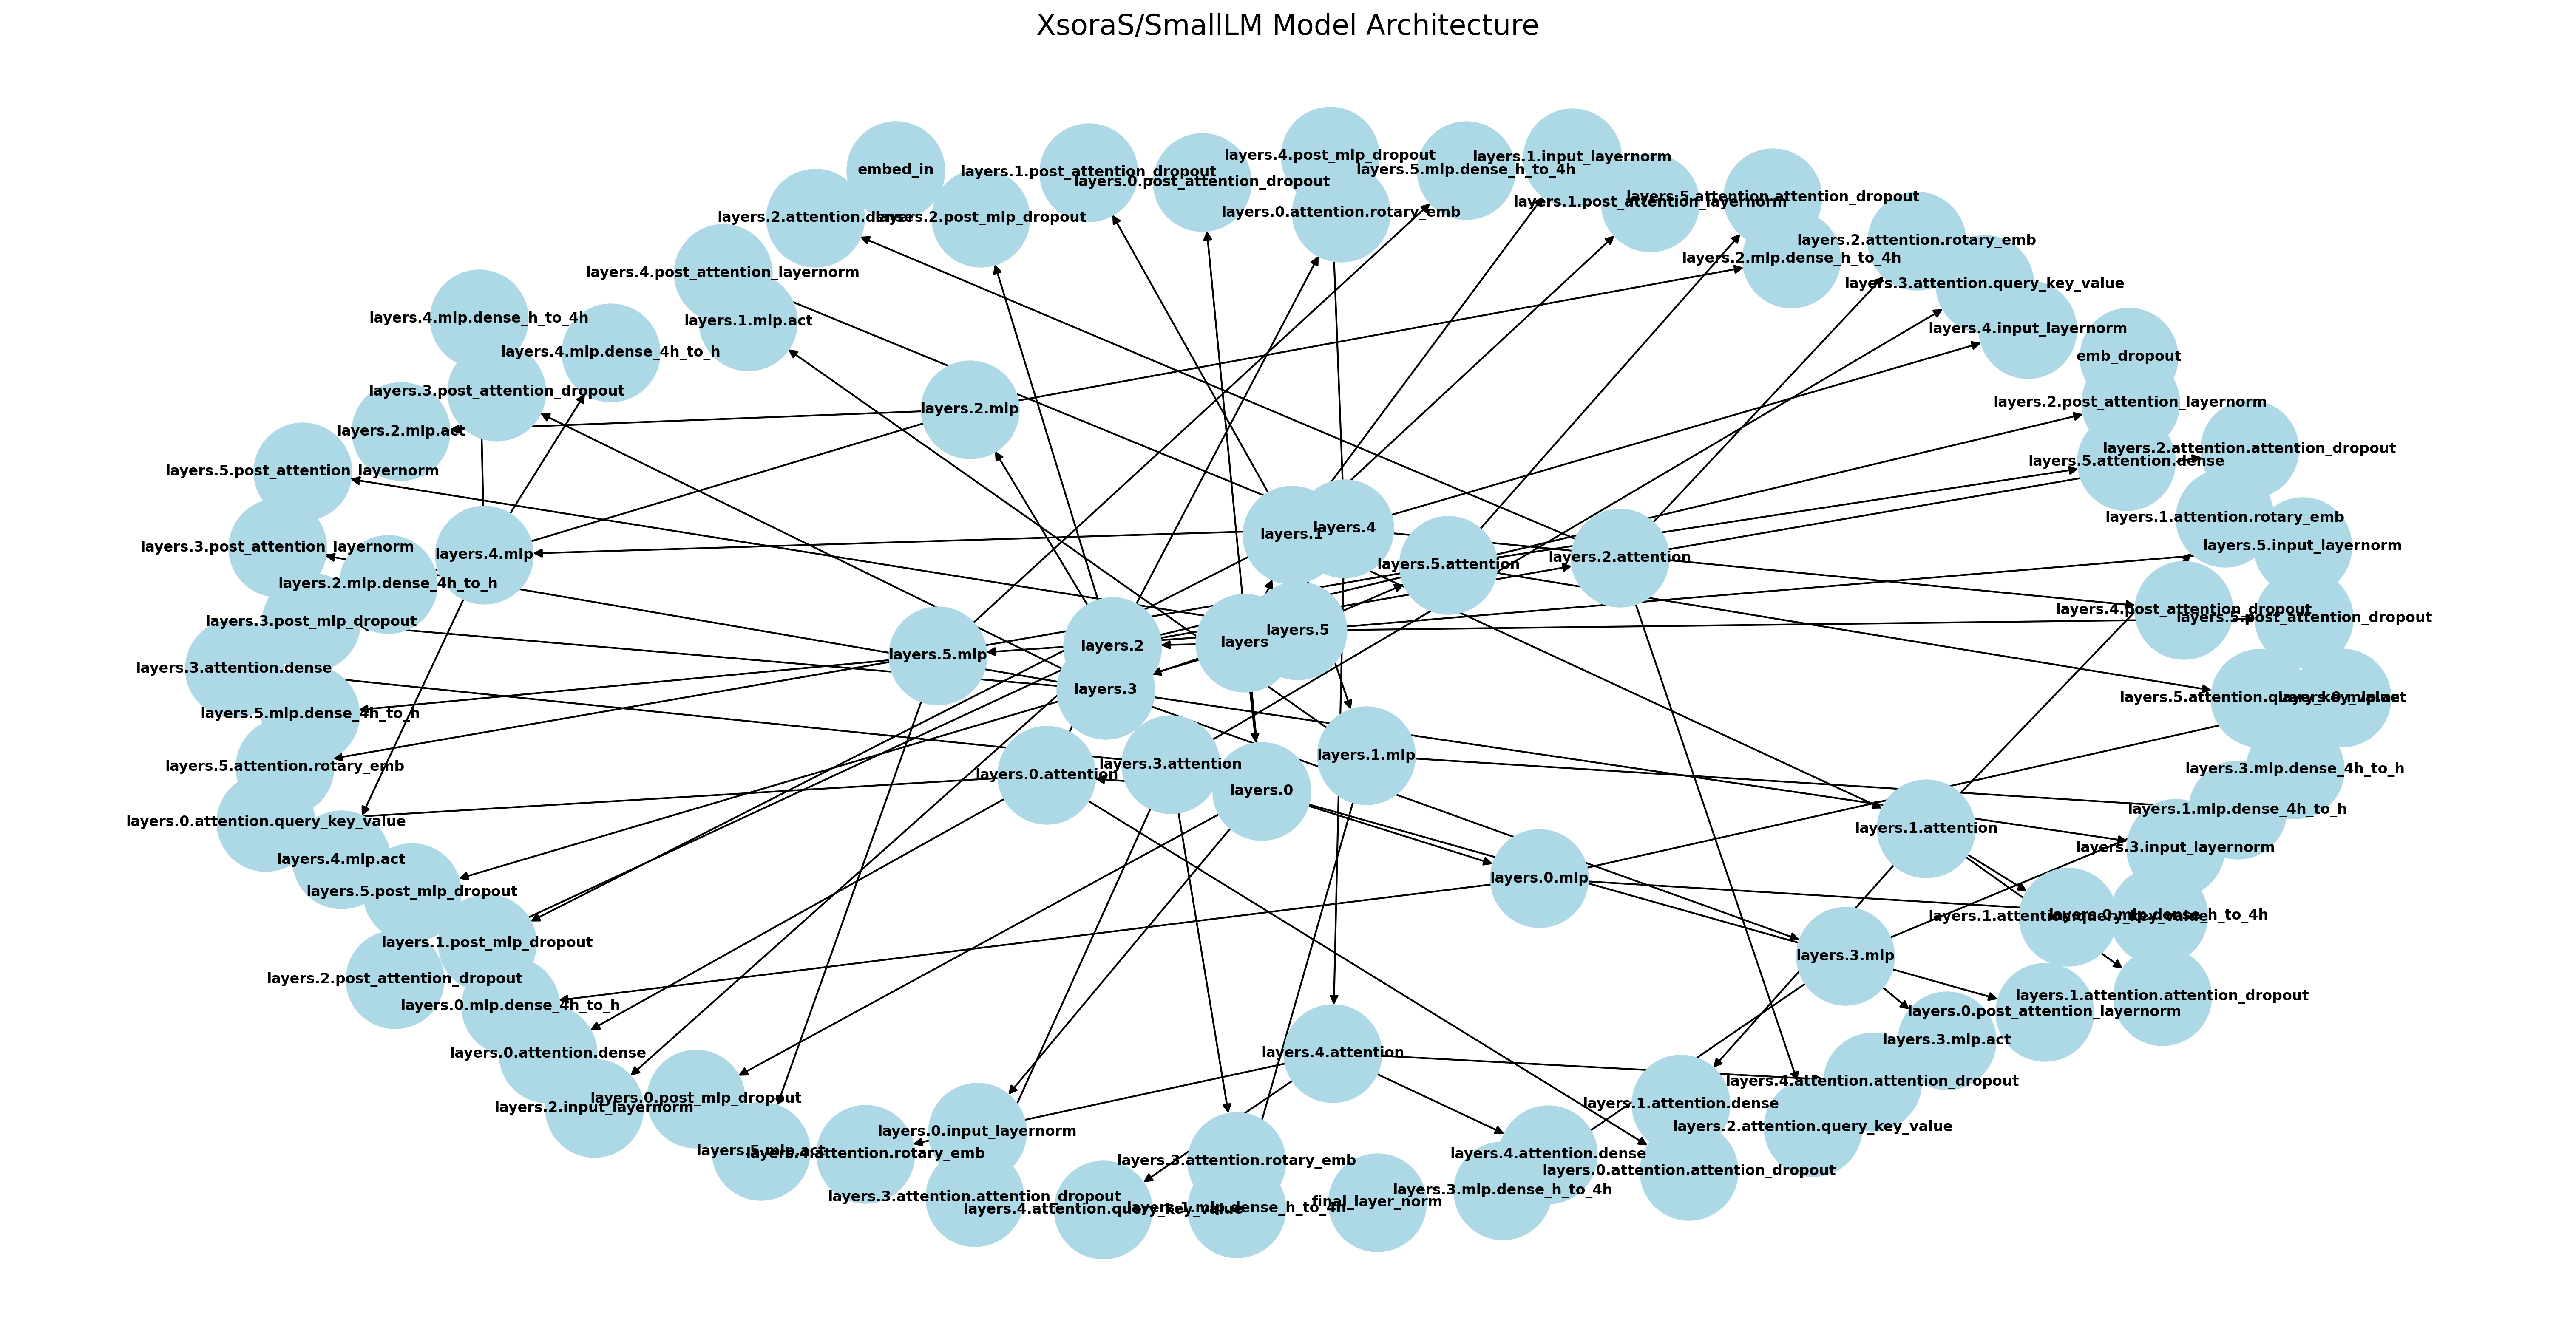 XsoraS/SmallLM Model Architecture
layers.4.post_mlp_dropout
layers.1.input_layernorm
embed_in
layers.1.post_attention_dropout
layers.5.mlp.dense_h_to_4h
layers.0.post_attention_dropout
layers.5.attention.attention_dropout
layers.1.post_attention_layernorm
layers.0.attention.rotary_emb
layers.2.attention.dense
layers.2.post_mlp_dropout
layers.2.attention.rotary_emb
layers.2.mlp.dense_h_to_4h
layers.4.post_attention_layernorm
layers.3.attention.query_key_value
layers.4.mlp.dense_h_to_4h
layers.1.mlp.act
layers.4.input_layernorm
layers.4.mlp.dense_4h_to_h
emb_dropout
layers.3.post_attention_dropout
layers.2.mlp
layers.2.post_attention_layernorm
layers.2.mlp.act
layers.2.attention.attention_dropout
layers.5.attention.dense
layers.5.post_attention_layernorm
layers.1.attention.rotary_emb
layers.4
layers.1
layers.3.post_attention_layernorm
layers.5.input_layernorm
layers.4.mlp
layers.2.attention
layers.5.attention
layers.2.mlp.dense_4h_to_h
layers.4.post_attention_dropout
layers.5.post_attention_dropout
layers.3.post_mlp_dropout
layers.5
layers
layers.2
layers.5.mlp
layers.3.attention.dense
layers.3
layers.5.attention.query_key_value
layers.0.mlp.act
layers.5.mlp.dense_4h_to_h
layers.1.mlp
layers.5.attention.rotary_emb
layers.3.attention
layers.3.mlp.dense_4h_to_h
layers.0.attention
layers.0
layers.1.mlp.dense_4h_to_h
layers.0.attention.query_key_value
layers.1.attention
layers.3.input_layernorm
layers.4.mlp.act
layers.0.mlp
layers.5.post_mlp_dropout
layers.1.attention.query_key_value
layers.0.mlp.dense_h_to_4h
layers.1.post_mlp_dropout
layers.3.mlp
layers.2.post_attention_dropout
layers.1.attention.attention_dropout
layers.0.mlp.dense_4h_to_h
layers.0.post_attention_layernorm
layers.3.mlp.act
layers.0.attention.dense
layers.4.attention
layers.4.attention.attention_dropout
layers.0.post_mlp_dropout
layers.1.attention.dense
layers.2.input_layernorm
layers.2.attention.query_key_value
layers.0.input_layernorm
layers.5.mlp.act
layers.4.attention.rotary_emb
layers.4.attention.dense
layers.3.attention.rotary_emb
layers.0.attention.attention_dropout
layers.3.mlp.dense_h_to_4h
layers.3.attention.attention_dropout
final_layer_norm
layers.4.attention.query_key_value
layers.1.mlp.dense_h_to_4h